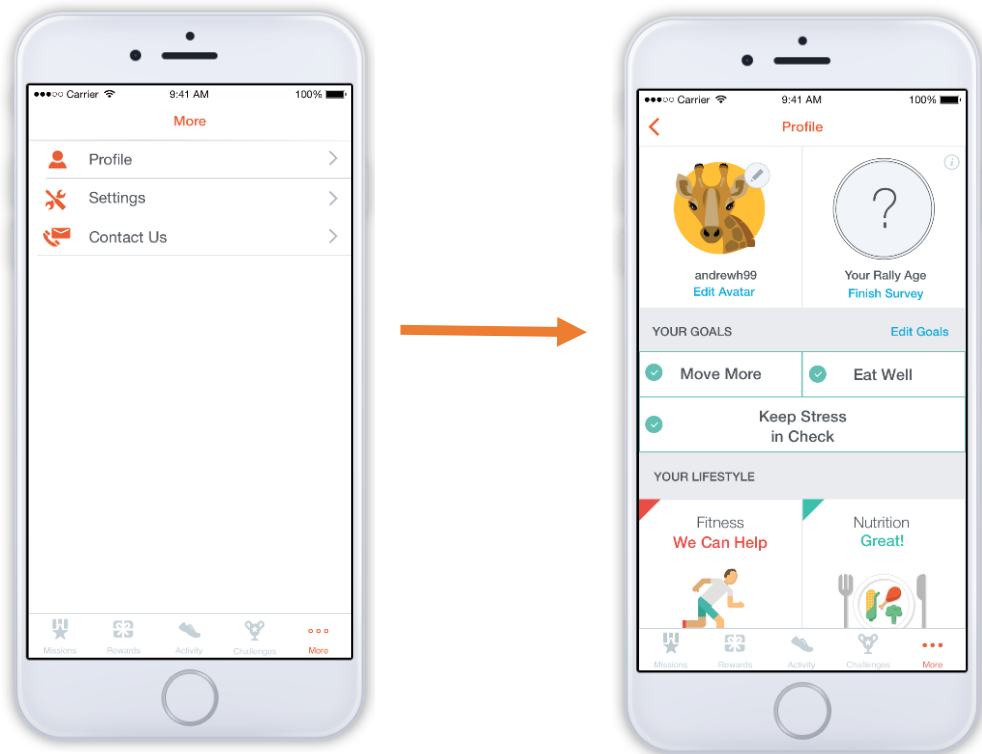 Carrier 9:41 AM 100%
More
Profile
Settings
Contact Us
Missions Rewards Activity Challenges More
Carrier 9:41 AM 100%
Profile
andrewh99
Edit Avatar
?
Your Rally Age
Finish Survey
YOUR GOALS Edit Goals
Move More Eat Well
Keep Stress
in Check
YOUR LIFESTYLE
Fitness
We Can Help
Nutrition
Great!
Missions Rewards Activity Challenges More